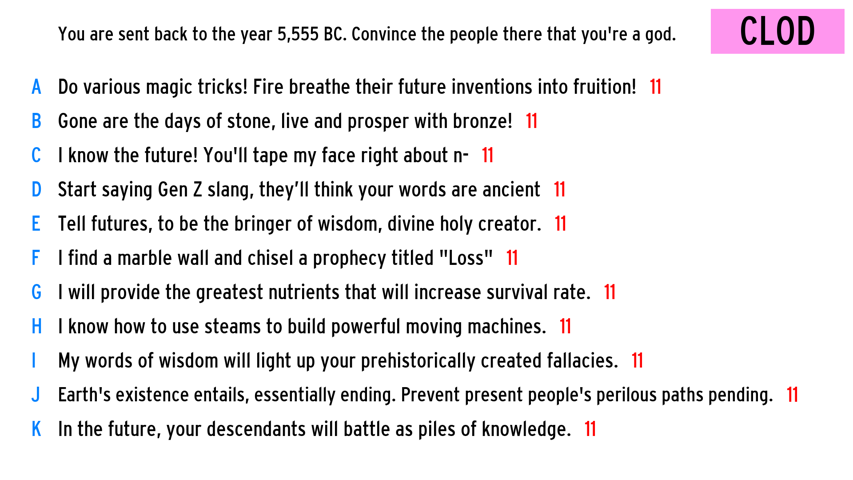 You are sent back to the year 5,555 BC. Convince the people there that you're a god.
CLOD
A Do various magic tricks! Fire breathe their future inventions into fruition! 11
B Gone are the days of stone, live and prosper with bronze! 11
C I know the future! You'll tape my face right about n- 11
D Start saying Gen Z slang, they’ll think your words are ancient 11
E Tell futures, to be the bringer of wisdom, divine holy creator. 11
F I find a marble wall and chisel a prophecy titled "Loss" 11
G I will provide the greatest nutrients that will increase survival rate. 11
H I know how to use steams to build powerful moving machines. 11
I My words of wisdom will light up your prehistorically created fallacies. 11
J Earth's existence entails, essentially ending. Prevent present people's perilous paths pending. 11
K In the future, your descendants will battle as piles of knowledge. 11